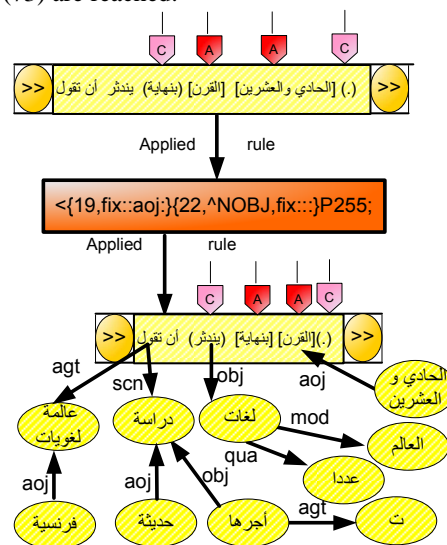 are reached.
C A A C
>> (.) [الحادي والعشرين] [القرن] (بنهاية) يندثر أن تقول >>
Applied rule
<{19,fix::aoj:}{22,^NOBJ,fix:::}P255;
Applied rule
C A A C
>> (.)[القرن] [بنهاية] (يندثر) أن تقول >>
agt scn obj aoj
الحادي و
العشرين
عالمة
لغويات
دراسة
لغات
mod
العالم
qua
عددا
aoj aoj obj agt
فرنسية
حديثة
أجرها
ت